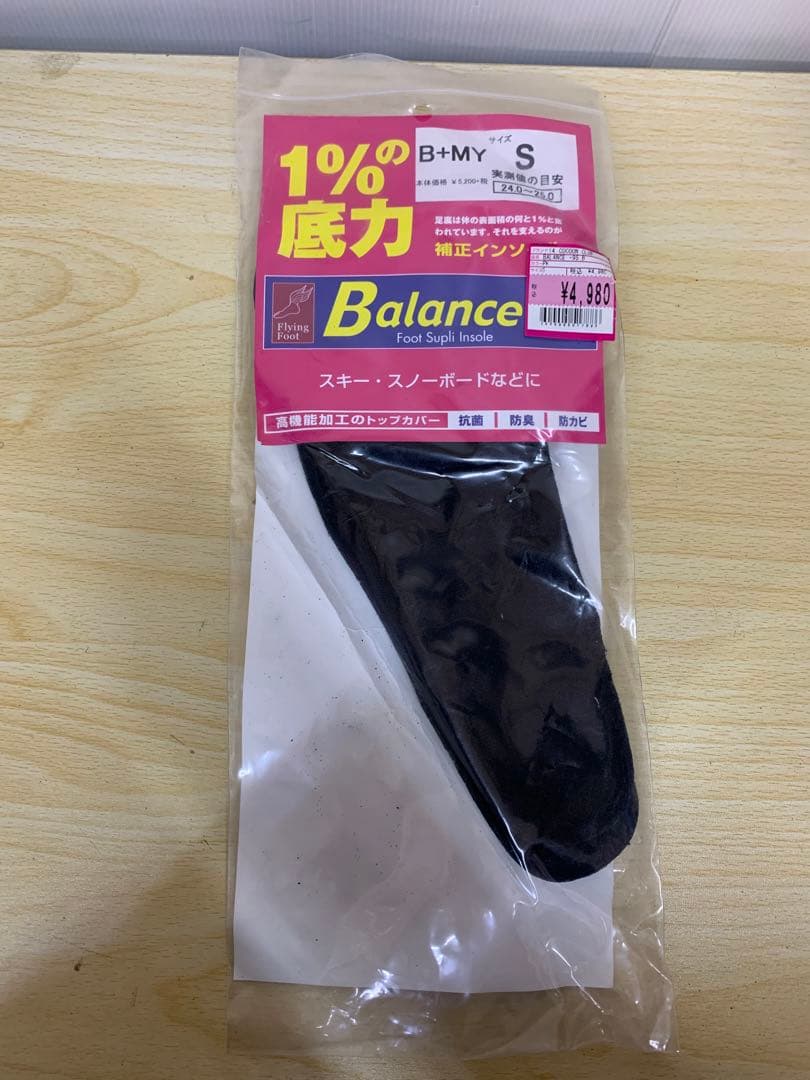 1%の
底力
B+MY サイズ S
本体価格 ¥5,200+税
実測値の目安
24.0～25.0
足裏は体の表面積の何と1%と言
われています。それを支えるのが
補正インソ
¥4,980
Flying
Foot
Balance
Foot Supli Insole
スキー・スノーボードなどに
高機能加工のトップカバー 抗菌 防臭 防カビ